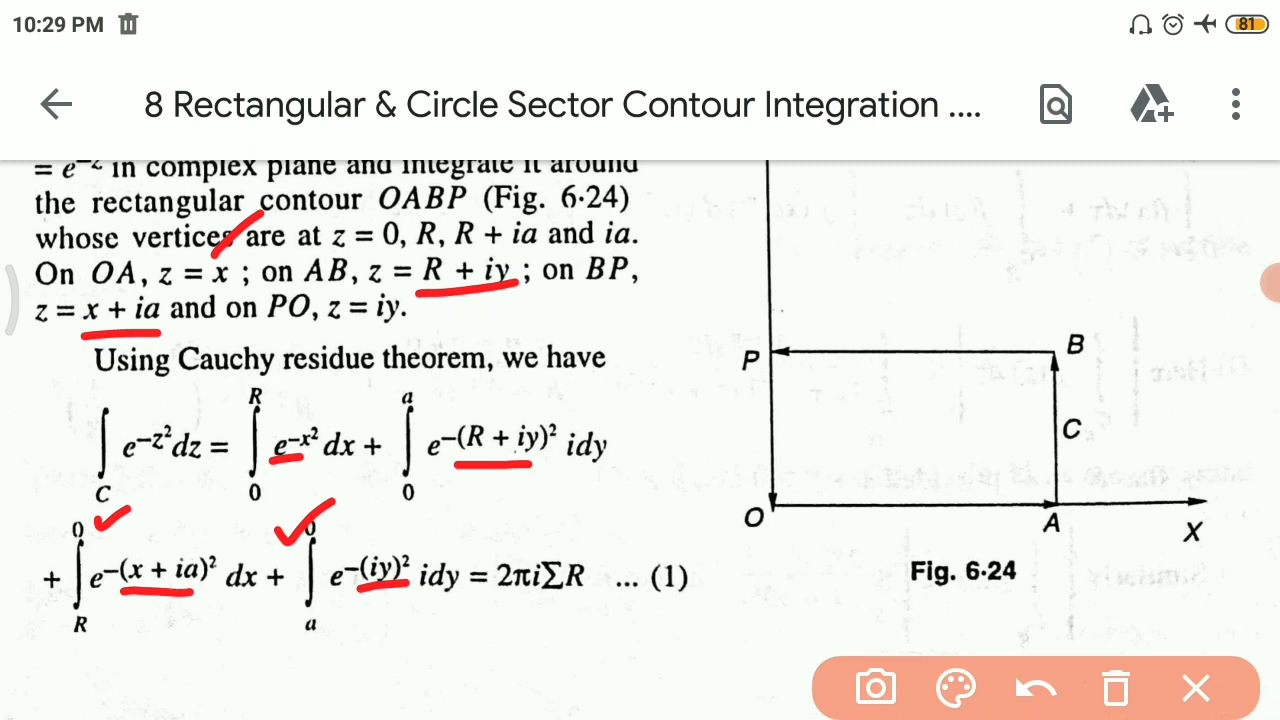 10:29 PM
81
8 Rectangular & Circle Sector Contour Integration ....
= e⁻ᶻ in complex plane and integrate it around
the rectangular contour OABP (Fig. 6·24)
whose vertices are at z = 0, R, R + ia and ia.
On OA, z = x ; on AB, z = R + iy ; on BP,
z = x + ia and on PO, z = iy.
Using Cauchy residue theorem, we have
∫_C e^{-z²} dz = ∫_0^R e^{-x²} dx + ∫_0^a e^{-(R + iy)²} idy
+ ∫_R^0 e^{-(x + ia)²} dx + ∫_a^0 e^{-(iy)²} idy = 2πiΣR ... (1)
P
B
C
O
A
X
Fig. 6·24